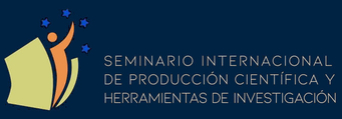 SEMINARIO INTERNACIONAL
DE PRODUCCIÓN CIENTÍFICA Y
HERRAMIENTAS DE INVESTIGACIÓN